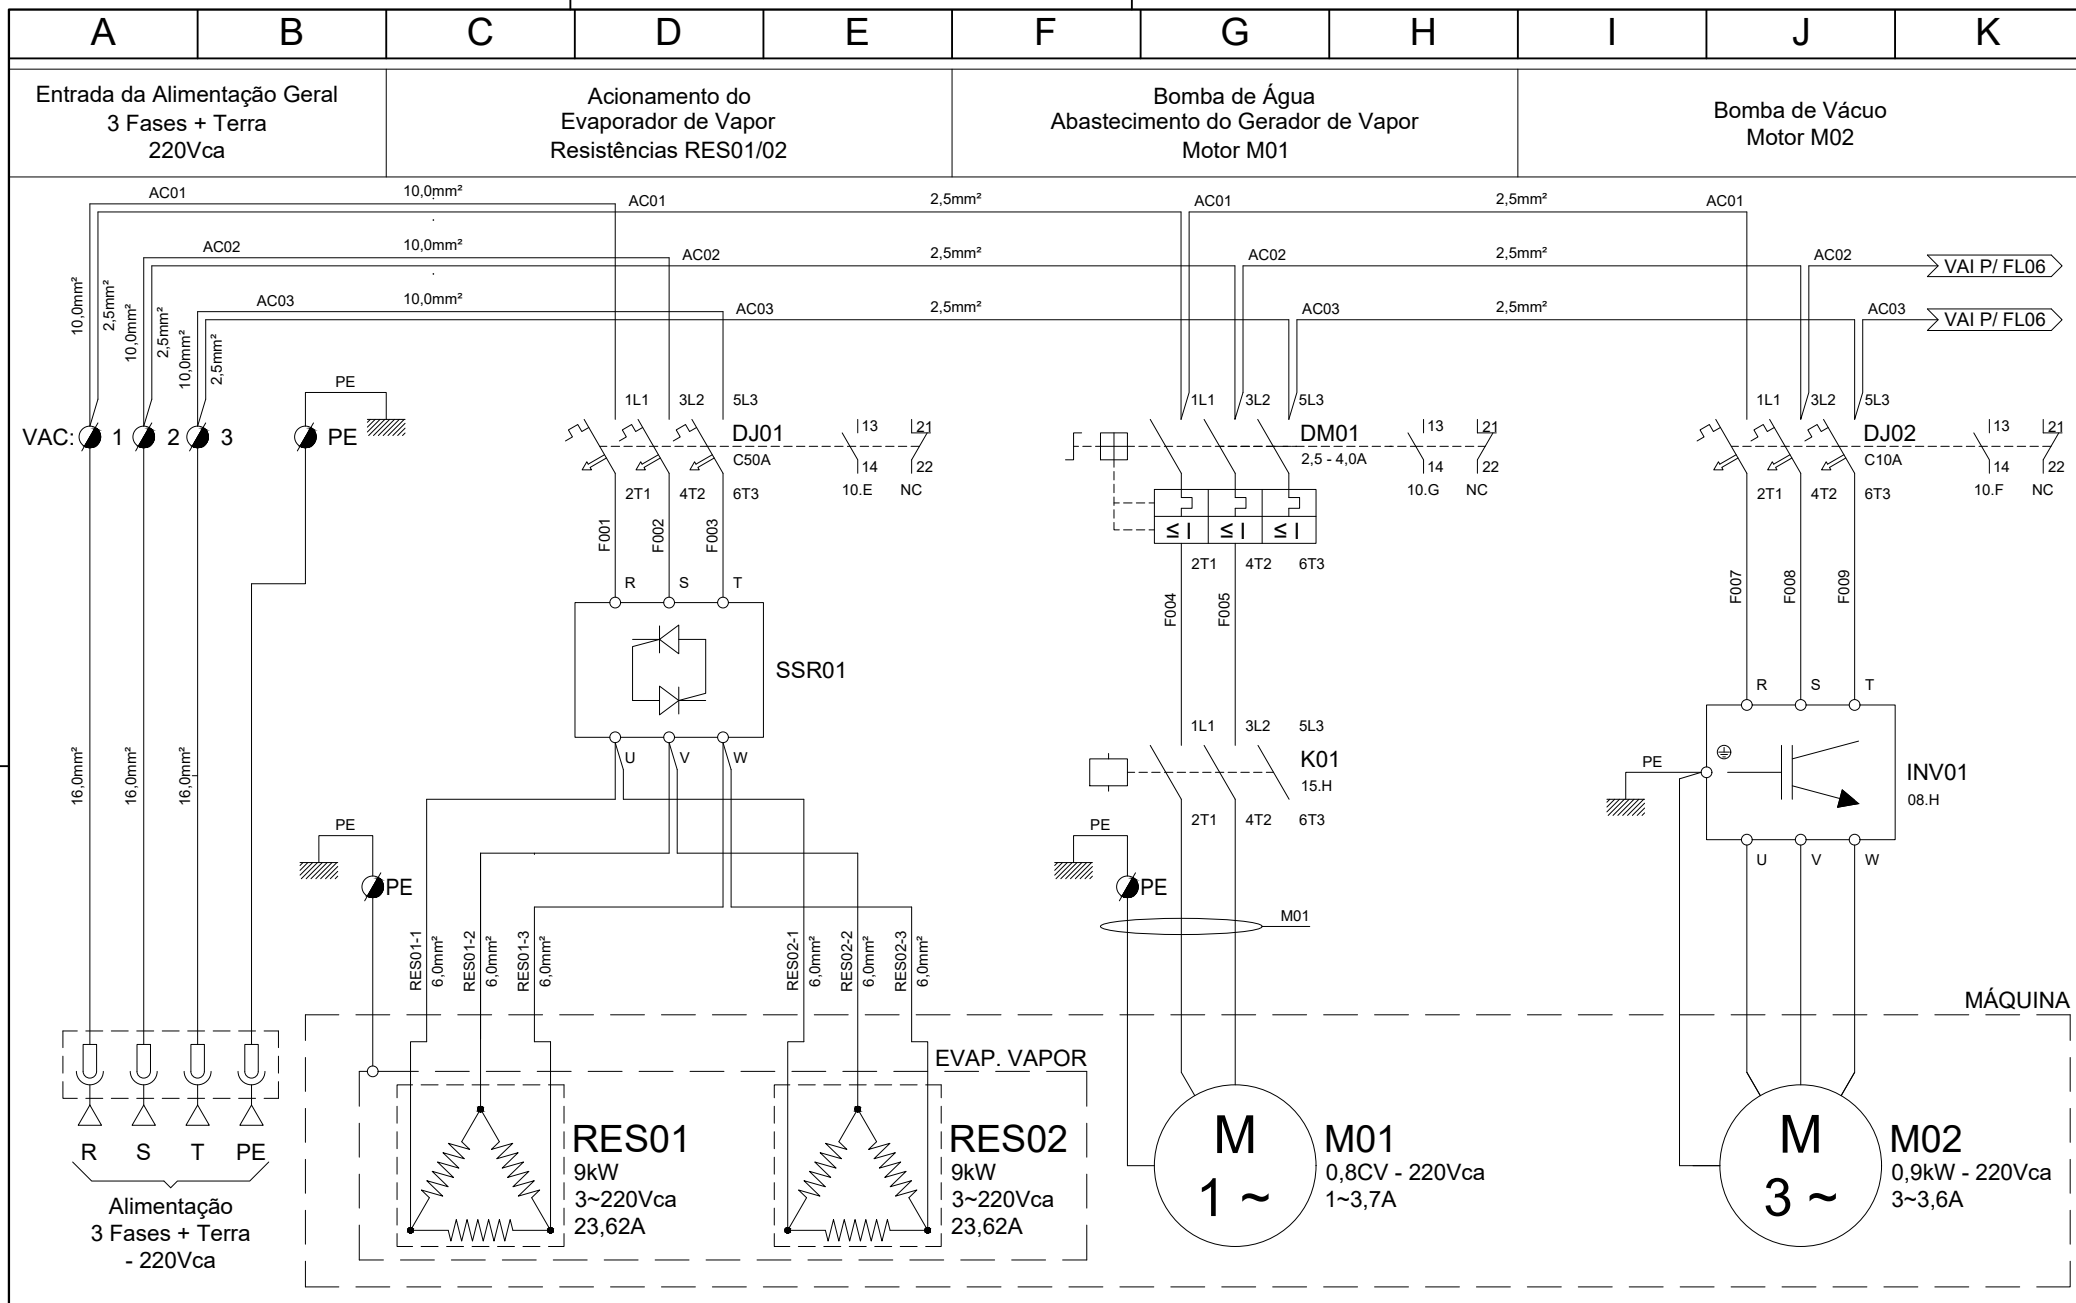 A B C D E F G H I J K
Entrada da Alimentação Geral
3 Fases + Terra
220Vca
Acionamento do
Evaporador de Vapor
Resistências RES01/02
Bomba de Água
Abastecimento do Gerador de Vapor
Motor M01
Bomba de Vácuo
Motor M02
AC01 10,0mm² AC01 2,5mm² AC01 2,5mm² AC01
AC02 10,0mm² AC02 2,5mm² AC02 2,5mm² AC02 VAI P/ FL06
AC03 10,0mm² AC03 2,5mm² AC03 2,5mm² AC03 VAI P/ FL06
10,0mm² 2,5mm² 10,0mm² 2,5mm² 10,0mm² 2,5mm²
PE
VAC: 1 2 3 PE
1L1 3L2 5L3
DJ01
C50A
13 21
14 22
10.E NC
2T1 4T2 6T3
F001 F002 F003
R S T
SSR01
U V W
1L1 3L2 5L3
DM01
2,5 - 4,0A
13 21
14 22
10.G NC
≤ I ≤ I ≤ I
2T1 4T2 6T3
F004 F005
1L1 3L2 5L3
K01
15.H
2T1 4T2 6T3
1L1 3L2 5L3
DJ02
C10A
13 21
14 22
10.F NC
2T1 4T2 6T3
F007 F008 F009
R S T
PE
INV01
08.H
U V W
16,0mm² 16,0mm² 16,0mm²
PE
PE
PE
PE
M01
RES01-1 6,0mm² RES01-2 6,0mm² RES01-3 6,0mm²
RES02-1 6,0mm² RES02-2 6,0mm² RES02-3 6,0mm²
MÁQUINA
EVAP. VAPOR
R S T PE
Alimentação
3 Fases + Terra
- 220Vca
RES01
9kW
3~220Vca
23,62A
RES02
9kW
3~220Vca
23,62A
M
1 ~
M01
0,8CV - 220Vca
1~3,7A
M
3 ~
M02
0,9kW - 220Vca
3~3,6A